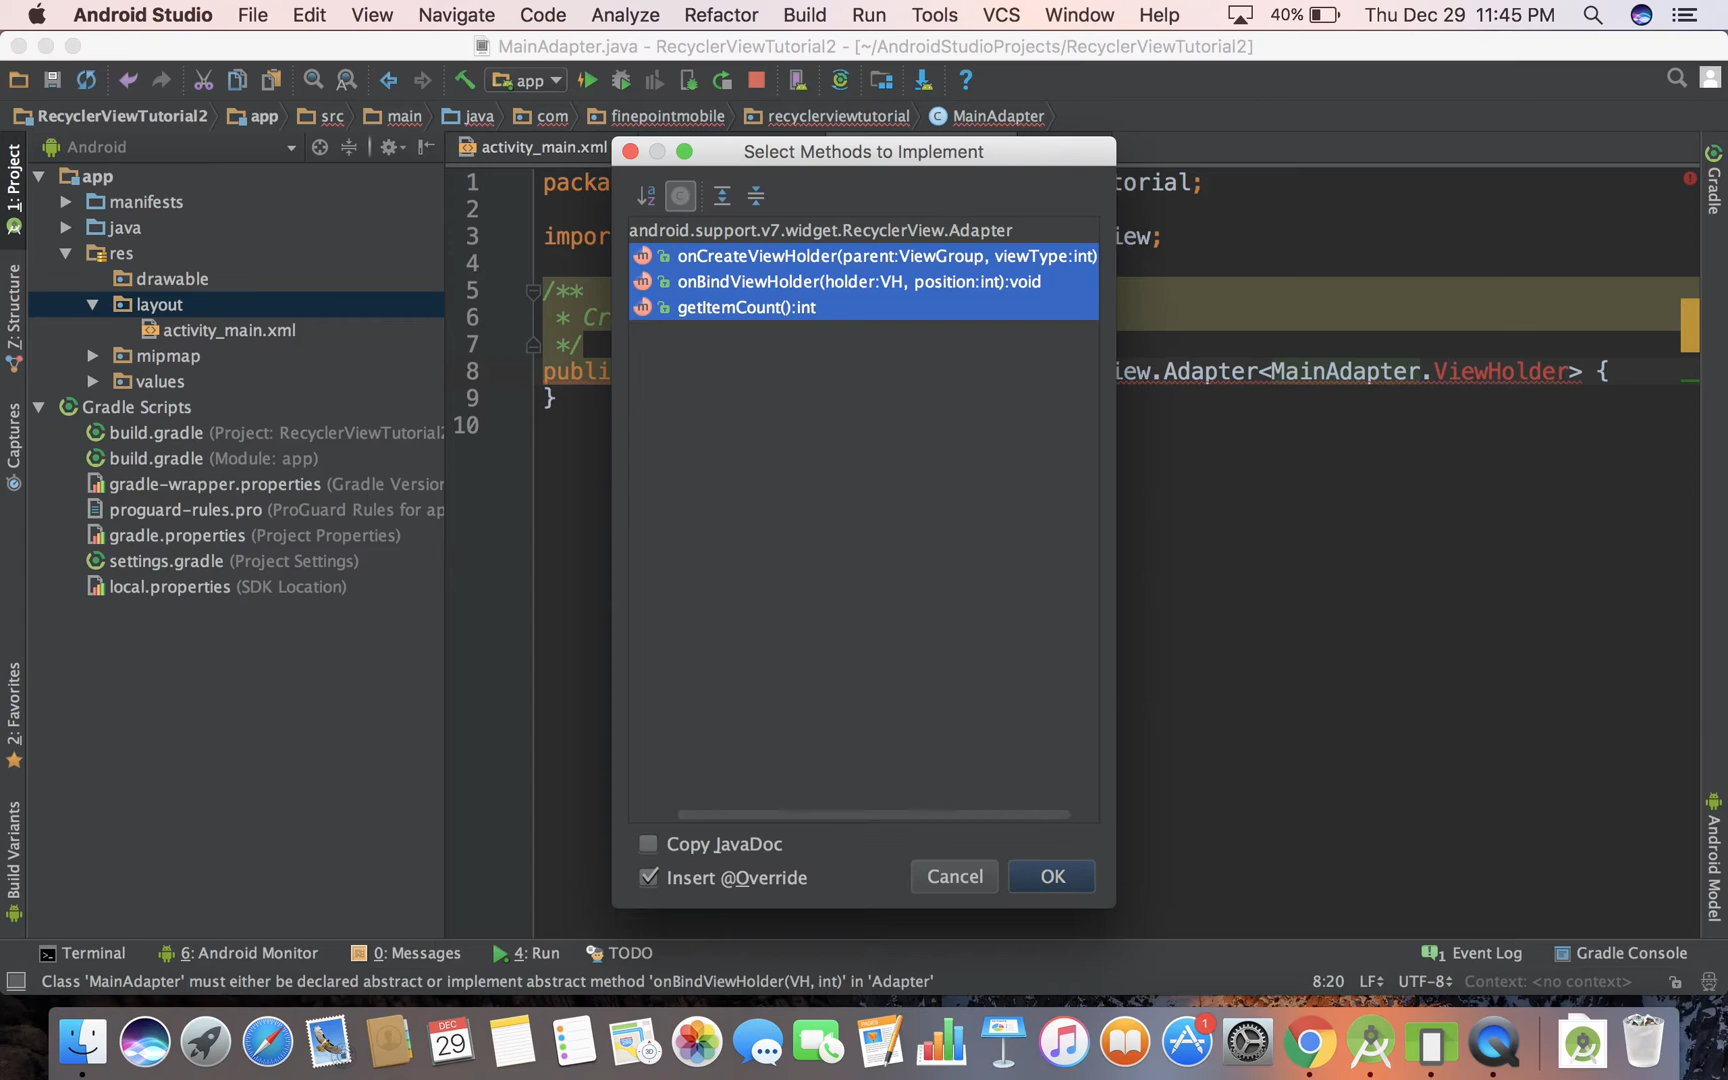 Android Studio File Edit View Navigate Code Analyze Refactor Build Run Tools VCS Window Help 40% Thu Dec 29 11:45 PM
MainAdapter.java - RecyclerViewTutorial2 - [~/AndroidStudioProjects/RecyclerViewTutorial2]
app
RecyclerViewTutorial2 app src main java com finepointmobile recyclerviewtutorial MainAdapter
Android
activity_main.xml
Select Methods to Implement
1: Project
7: Structure
Captures
2: Favorites
Build Variants
app
manifests
java
res
drawable
layout
activity_main.xml
mipmap
values
Gradle Scripts
build.gradle (Project: RecyclerViewTutorial2
build.gradle (Module: app)
gradle-wrapper.properties (Gradle Version
proguard-rules.pro (ProGuard Rules for ap
gradle.properties (Project Properties)
settings.gradle (Project Settings)
local.properties (SDK Location)
1 packa torial;
2
3 impor ew;
4
5 /**
6 * Cr
7 */
8 publi iew.Adapter<MainAdapter.ViewHolder> {
9 }
10
android.support.v7.widget.RecyclerView.Adapter
onCreateViewHolder(parent:ViewGroup, viewType:int)
onBindViewHolder(holder:VH, position:int):void
getItemCount():int
Copy JavaDoc
Insert @Override
Cancel OK
Gradle
Android Model
Terminal 6: Android Monitor 0: Messages 4: Run TODO 1 Event Log Gradle Console
Class 'MainAdapter' must either be declared abstract or implement abstract method 'onBindViewHolder(VH, int)' in 'Adapter' 8:20 LF UTF-8 Context: <no context>
DEC
29
3D
1